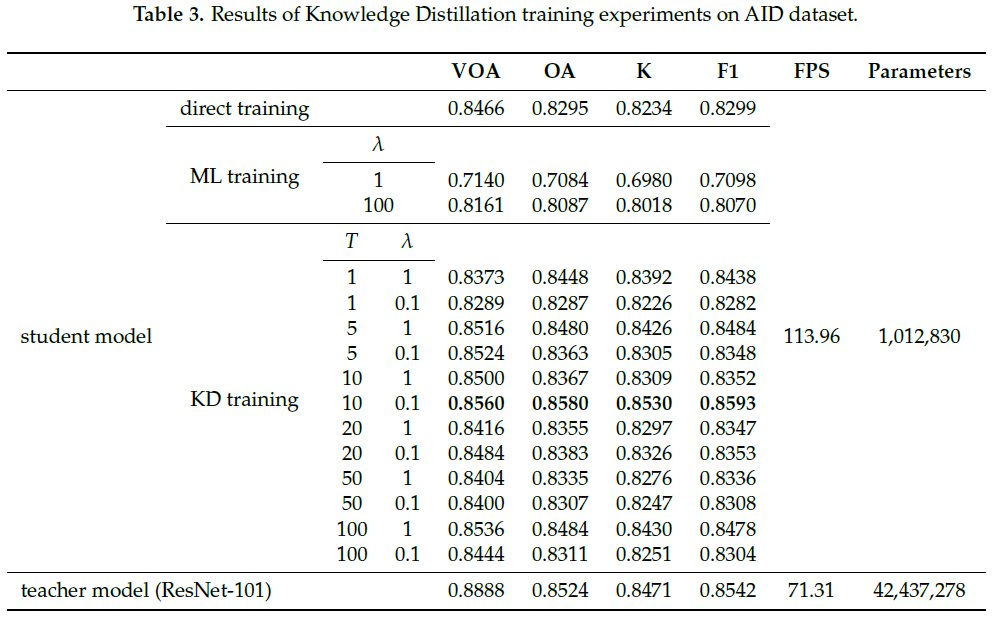 Table 3. Results of Knowledge Distillation training experiments on AID dataset.
VOA OA K F1 FPS Parameters
direct training 0.8466 0.8295 0.8234 0.8299
λ
ML training
1 0.7140 0.7084 0.6980 0.7098
100 0.8161 0.8087 0.8018 0.8070
T λ
1 1 0.8373 0.8448 0.8392 0.8438
1 0.1 0.8289 0.8287 0.8226 0.8282
5 1 0.8516 0.8480 0.8426 0.8484
student model 113.96 1,012,830
5 0.1 0.8524 0.8363 0.8305 0.8348
10 1 0.8500 0.8367 0.8309 0.8352
KD training
10 0.1 0.8560 0.8580 0.8530 0.8593
20 1 0.8416 0.8355 0.8297 0.8347
20 0.1 0.8484 0.8383 0.8326 0.8353
50 1 0.8404 0.8335 0.8276 0.8336
50 0.1 0.8400 0.8307 0.8247 0.8308
100 1 0.8536 0.8484 0.8430 0.8478
100 0.1 0.8444 0.8311 0.8251 0.8304
teacher model (ResNet-101) 0.8888 0.8524 0.8471 0.8542 71.31 42,437,278